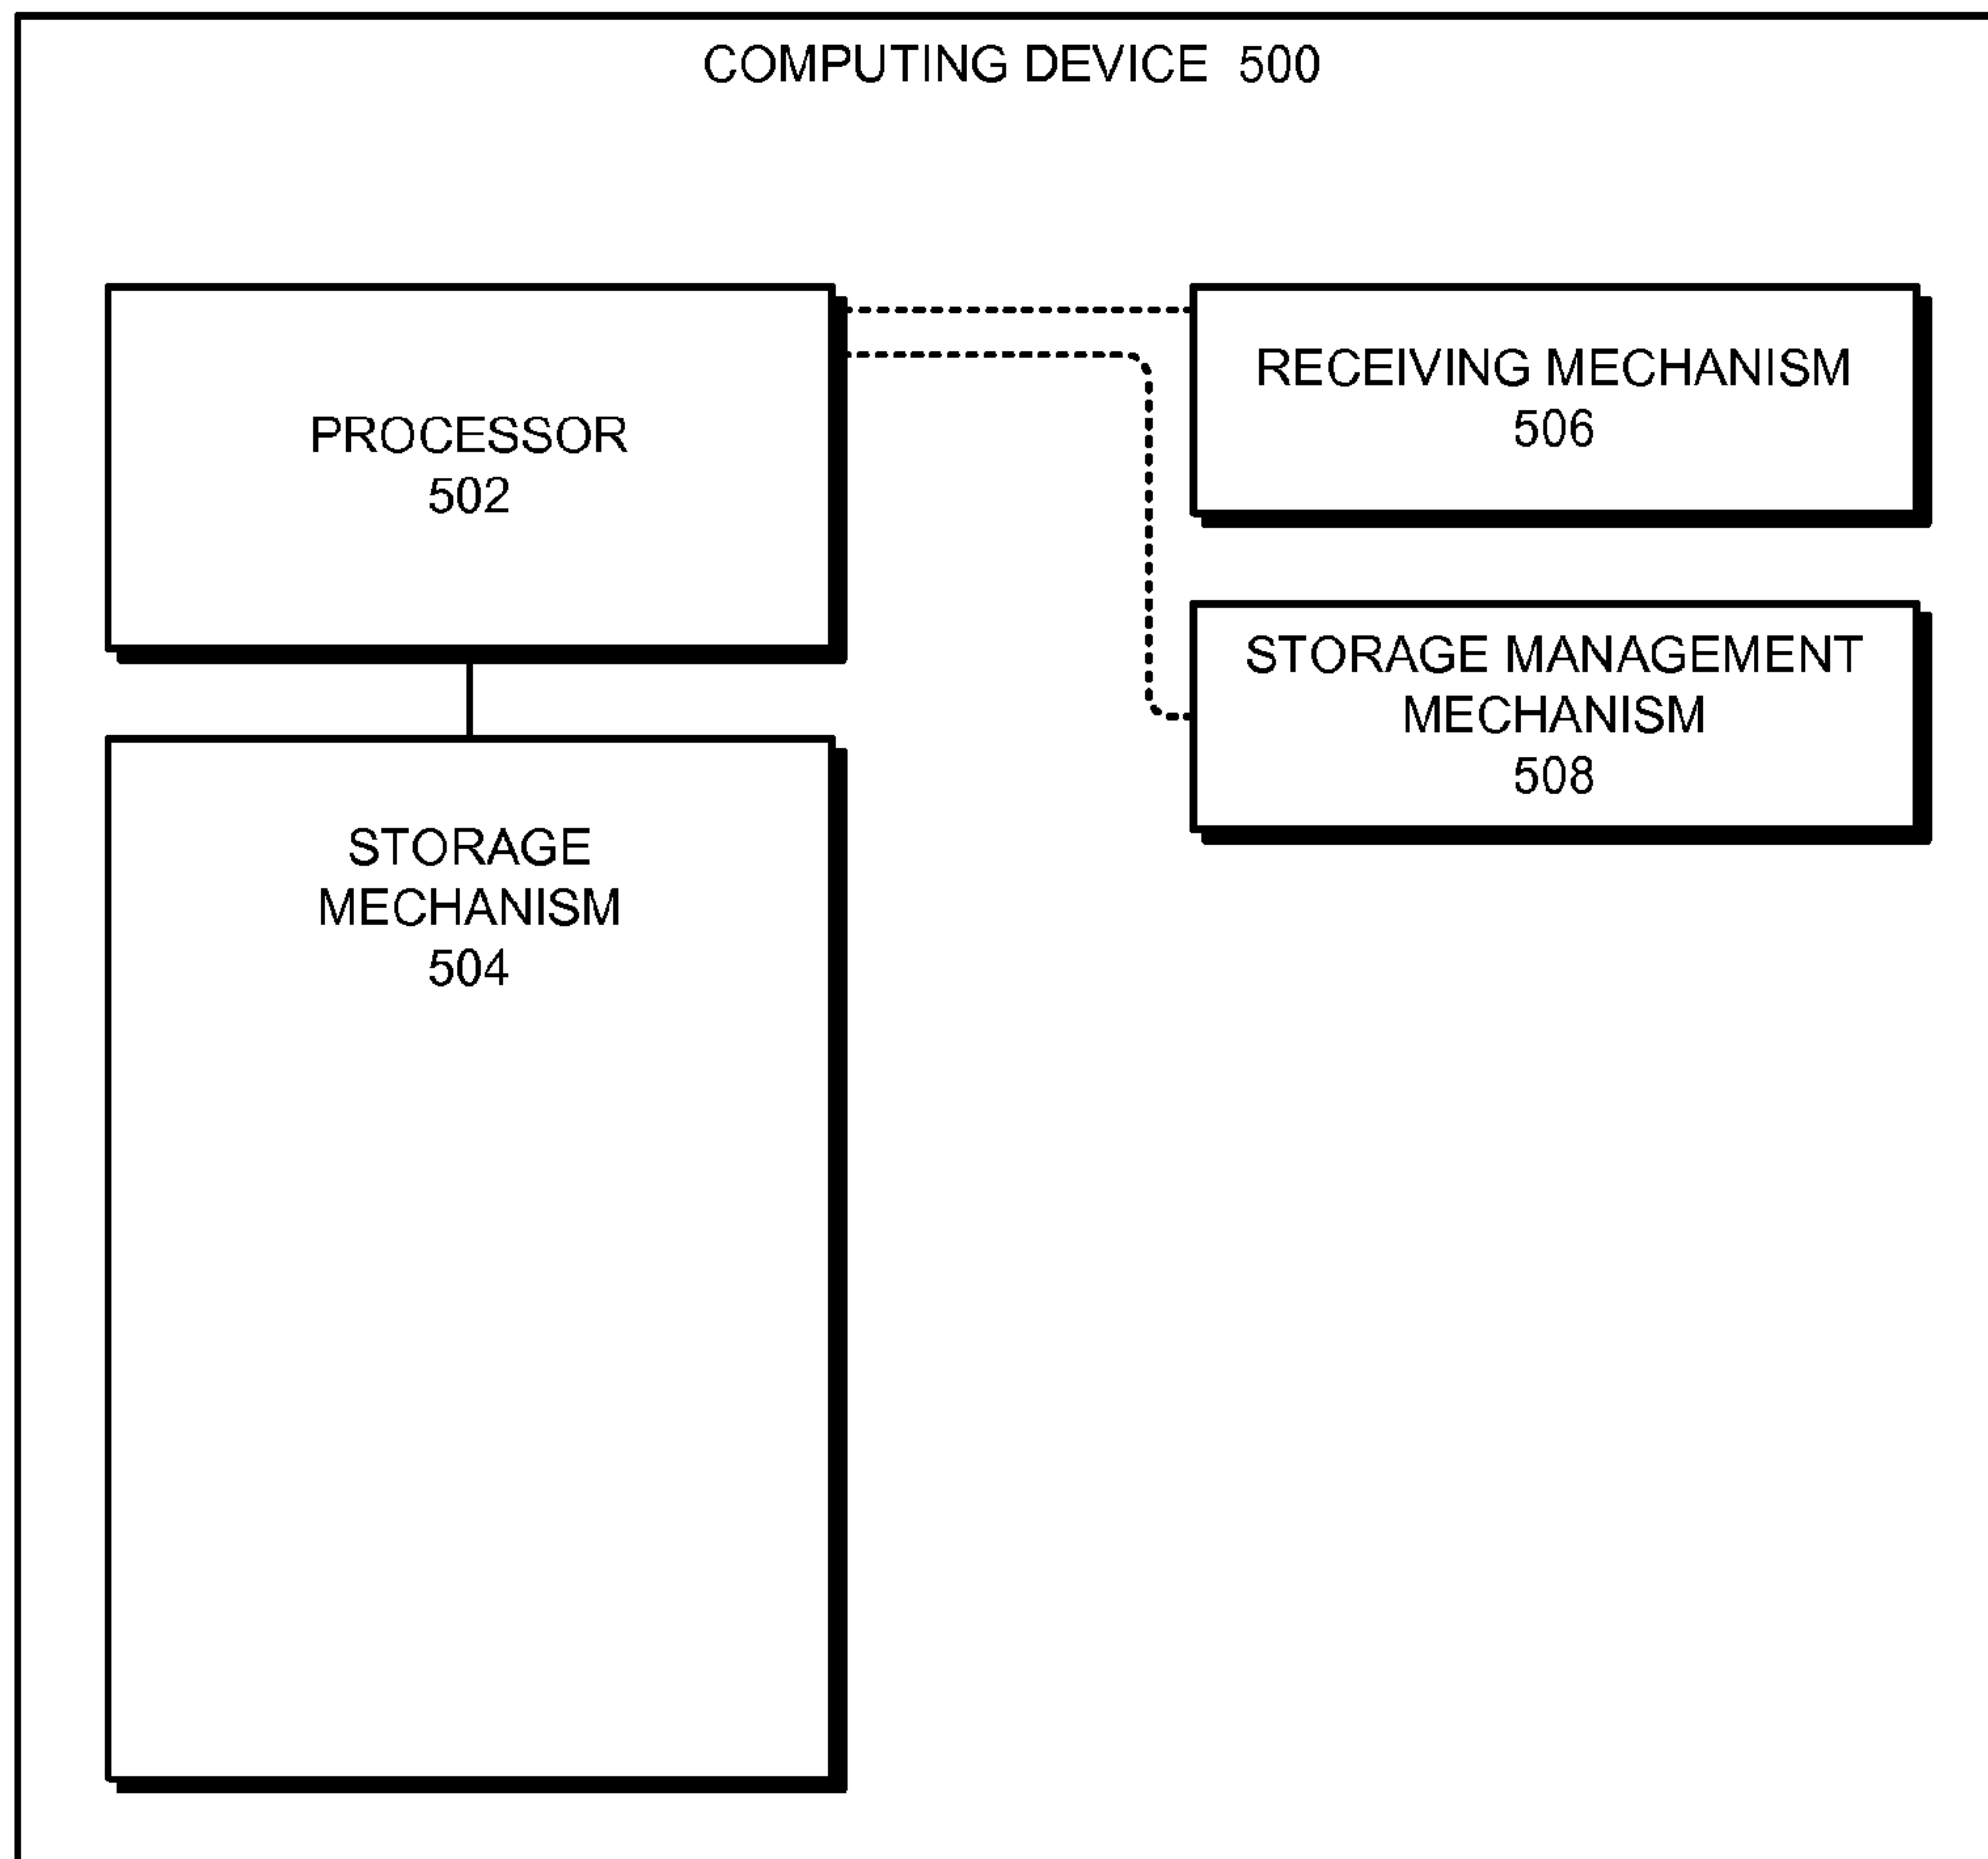 COMPUTING DEVICE 500
PROCESSOR
502
RECEIVING MECHANISM
506
STORAGE MANAGEMENT
MECHANISM
508
STORAGE
MECHANISM
504